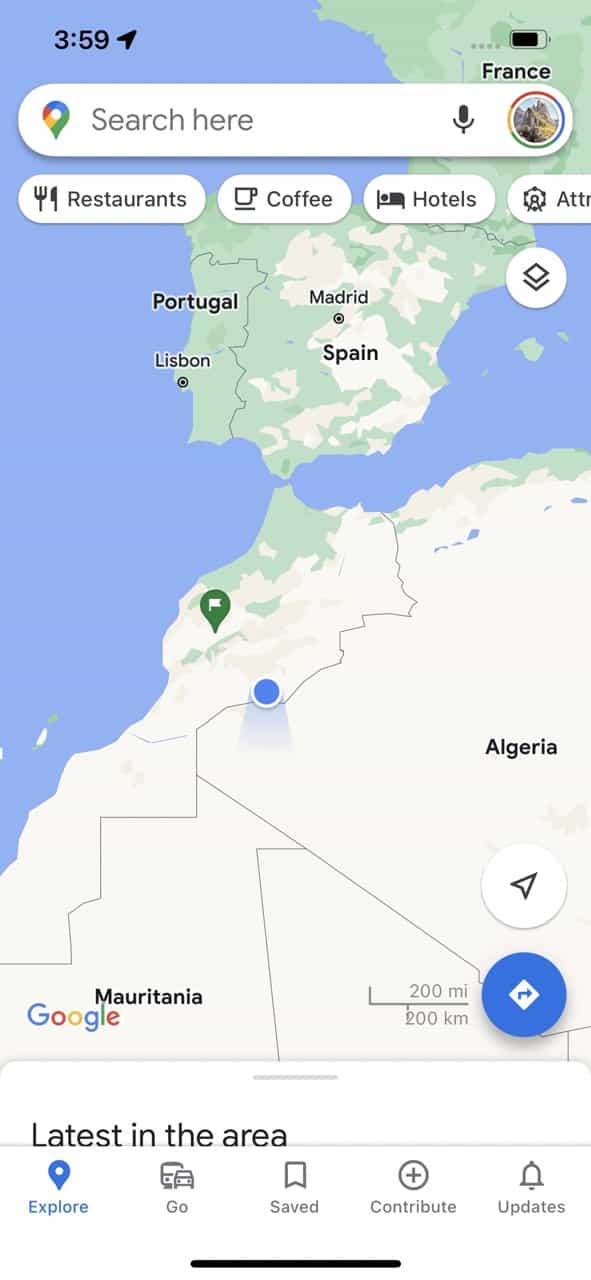 3:59
France
Search here
Restaurants
Coffee
Hotels
Attr
Portugal
Madrid
Spain
Lisbon
Algeria
Mauritania
Google
200 mi
200 km
Latest in the area
Explore
Go
Saved
Contribute
Updates